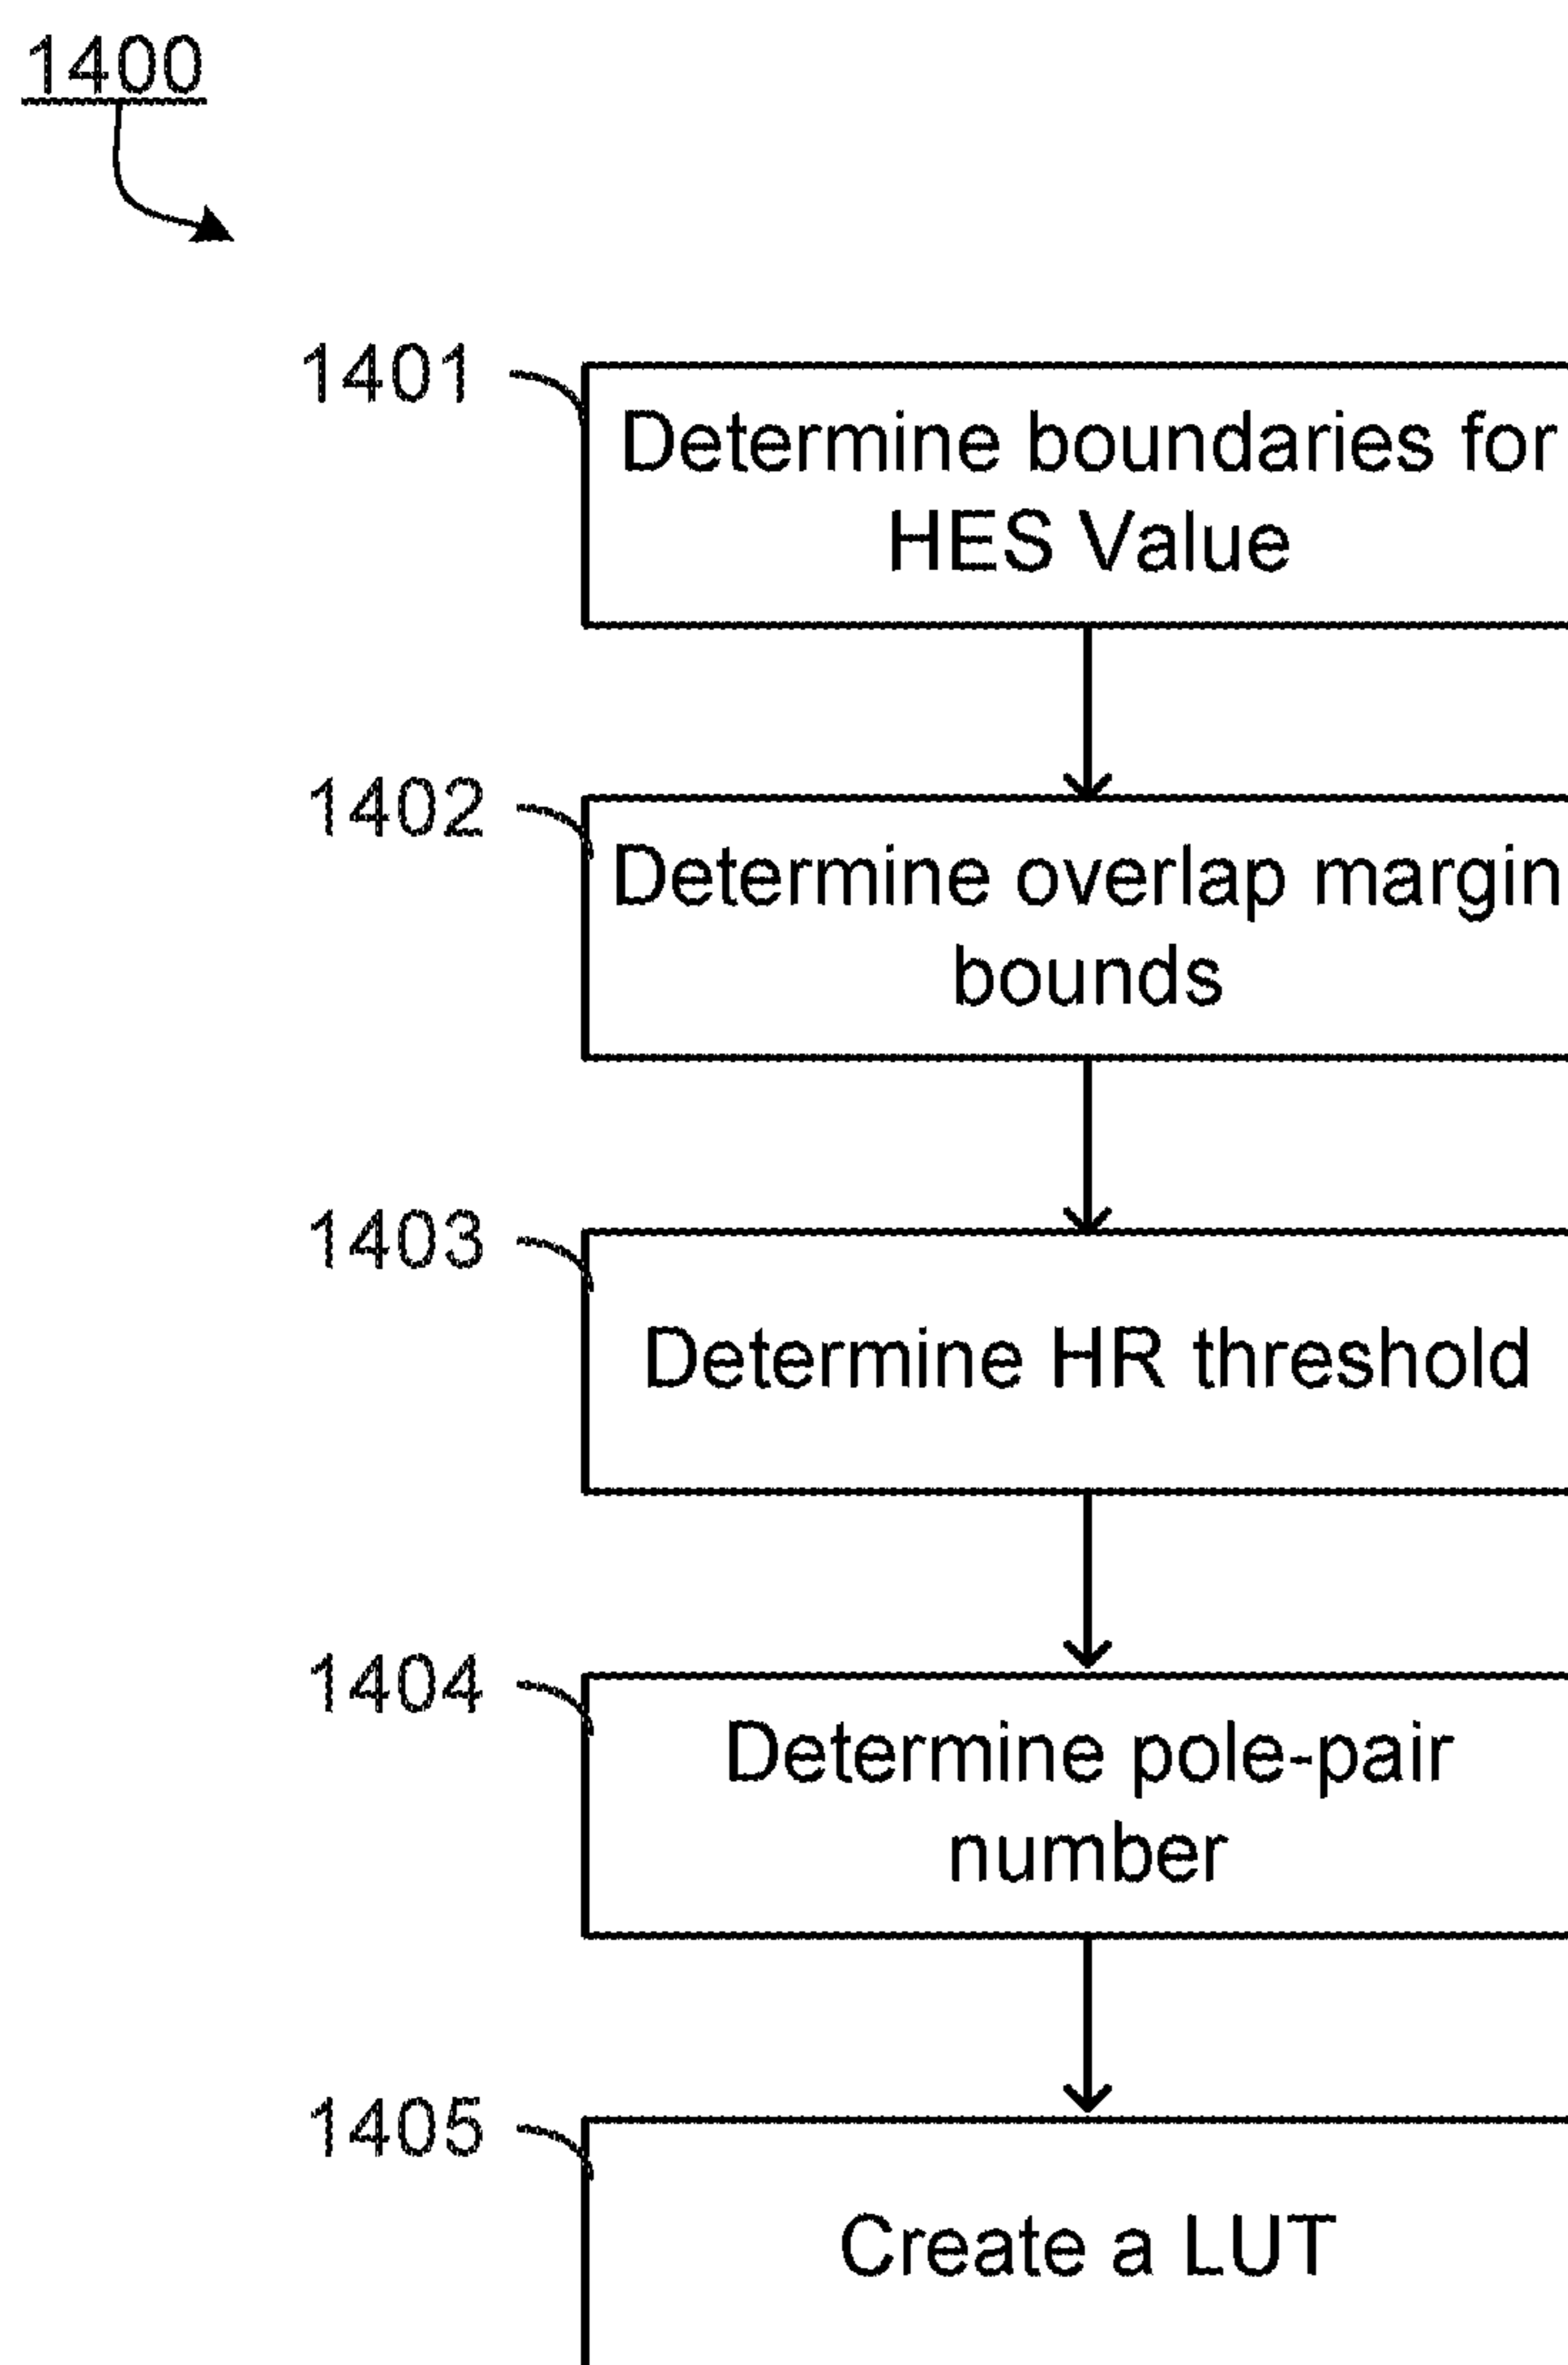 1400
1401
Determine boundaries for
HES Value
1402
Determine overlap margin
bounds
1403
Determine HR threshold
1404
Determine pole-pair
number
1405
Create a LUT